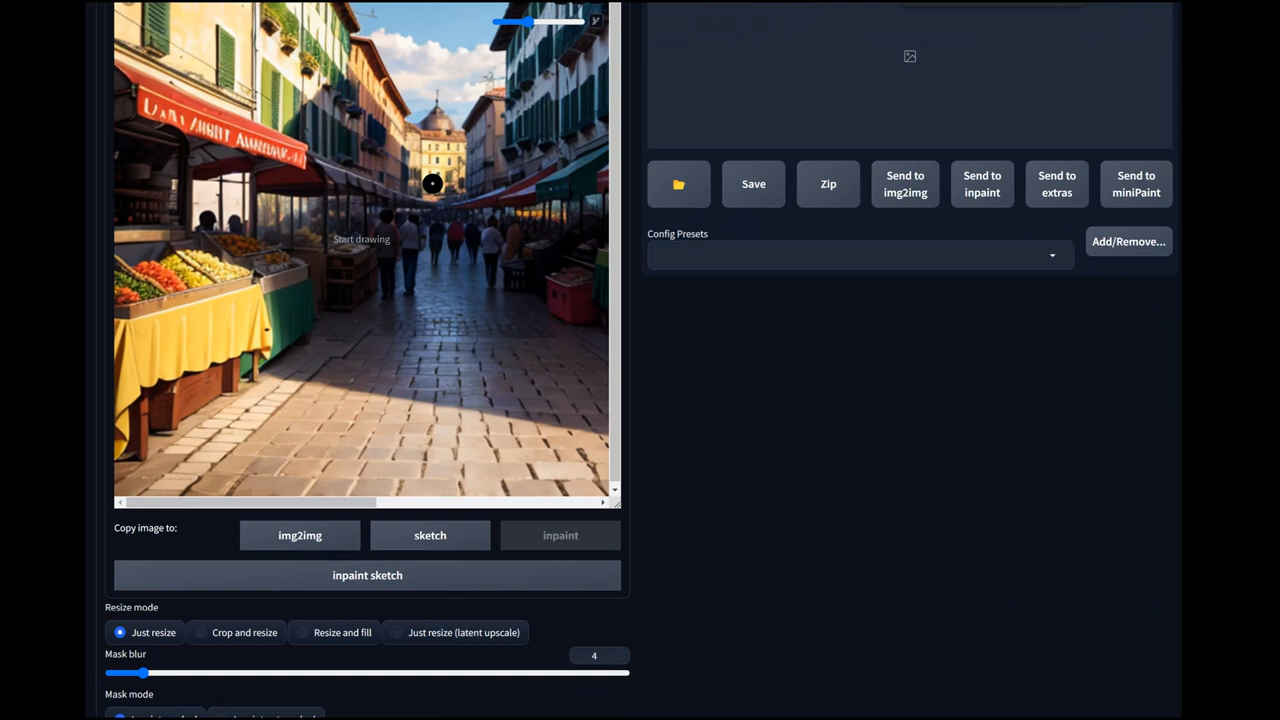 Start drawing
Copy image to:
img2img
sketch
inpaint
inpaint sketch
Resize mode
Just resize
Crop and resize
Resize and fill
Just resize (latent upscale)
Mask blur
4
Mask mode
Save
Zip
Send to
img2img
Send to
inpaint
Send to
extras
Send to
miniPaint
Config Presets
Add/Remove...